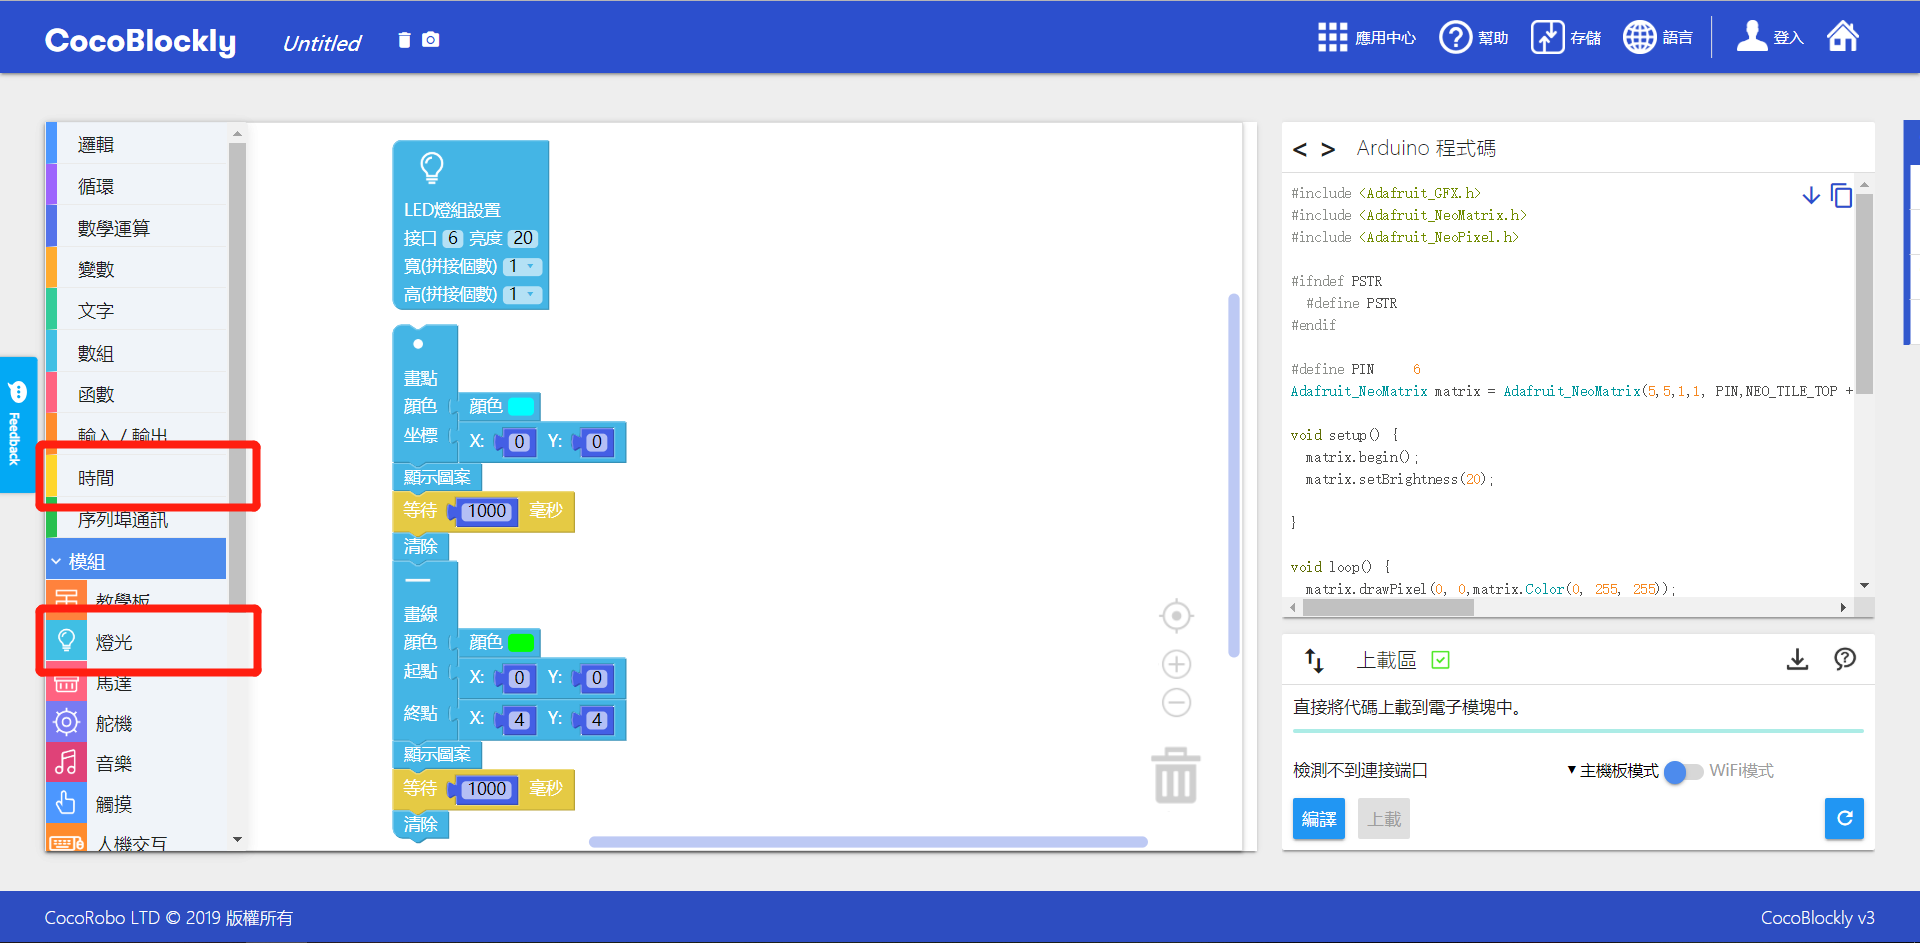 CocoBlockly
Untitled
應用中心
幫助
存儲
語言
登入
Feedback
邏輯
循環
數學運算
變數
文字
數組
函數
輸入 / 輸出
時間
序列埠通訊
模組
教學板
燈光
馬達
舵機
音樂
觸摸
人機交互
LED燈組設置
接口 6 亮度 20
寬(拼接個數) 1
高(拼接個數) 1
畫點
顏色 顏色
坐標 X: 0 Y: 0
顯示圖案
等待 1000 毫秒
清除
畫線
顏色 顏色
起點 X: 0 Y: 0
終點 X: 4 Y: 4
顯示圖案
等待 1000 毫秒
清除
< > Arduino 程式碼
#include <Adafruit_GFX.h>
#include <Adafruit_NeoMatrix.h>
#include <Adafruit_NeoPixel.h>
#ifndef PSTR
#define PSTR
#endif
#define PIN 6
Adafruit_NeoMatrix matrix = Adafruit_NeoMatrix(5,5,1,1, PIN,NEO_TILE_TOP +
void setup() {
matrix.begin();
matrix.setBrightness(20);
}
void loop() {
matrix.drawPixel(0, 0,matrix.Color(0, 255, 255));
上載區
直接將代碼上載到電子模塊中。
檢測不到連接端口
主機板模式
WiFi模式
編譯
上載
CocoRobo LTD © 2019 版權所有
CocoBlockly v3